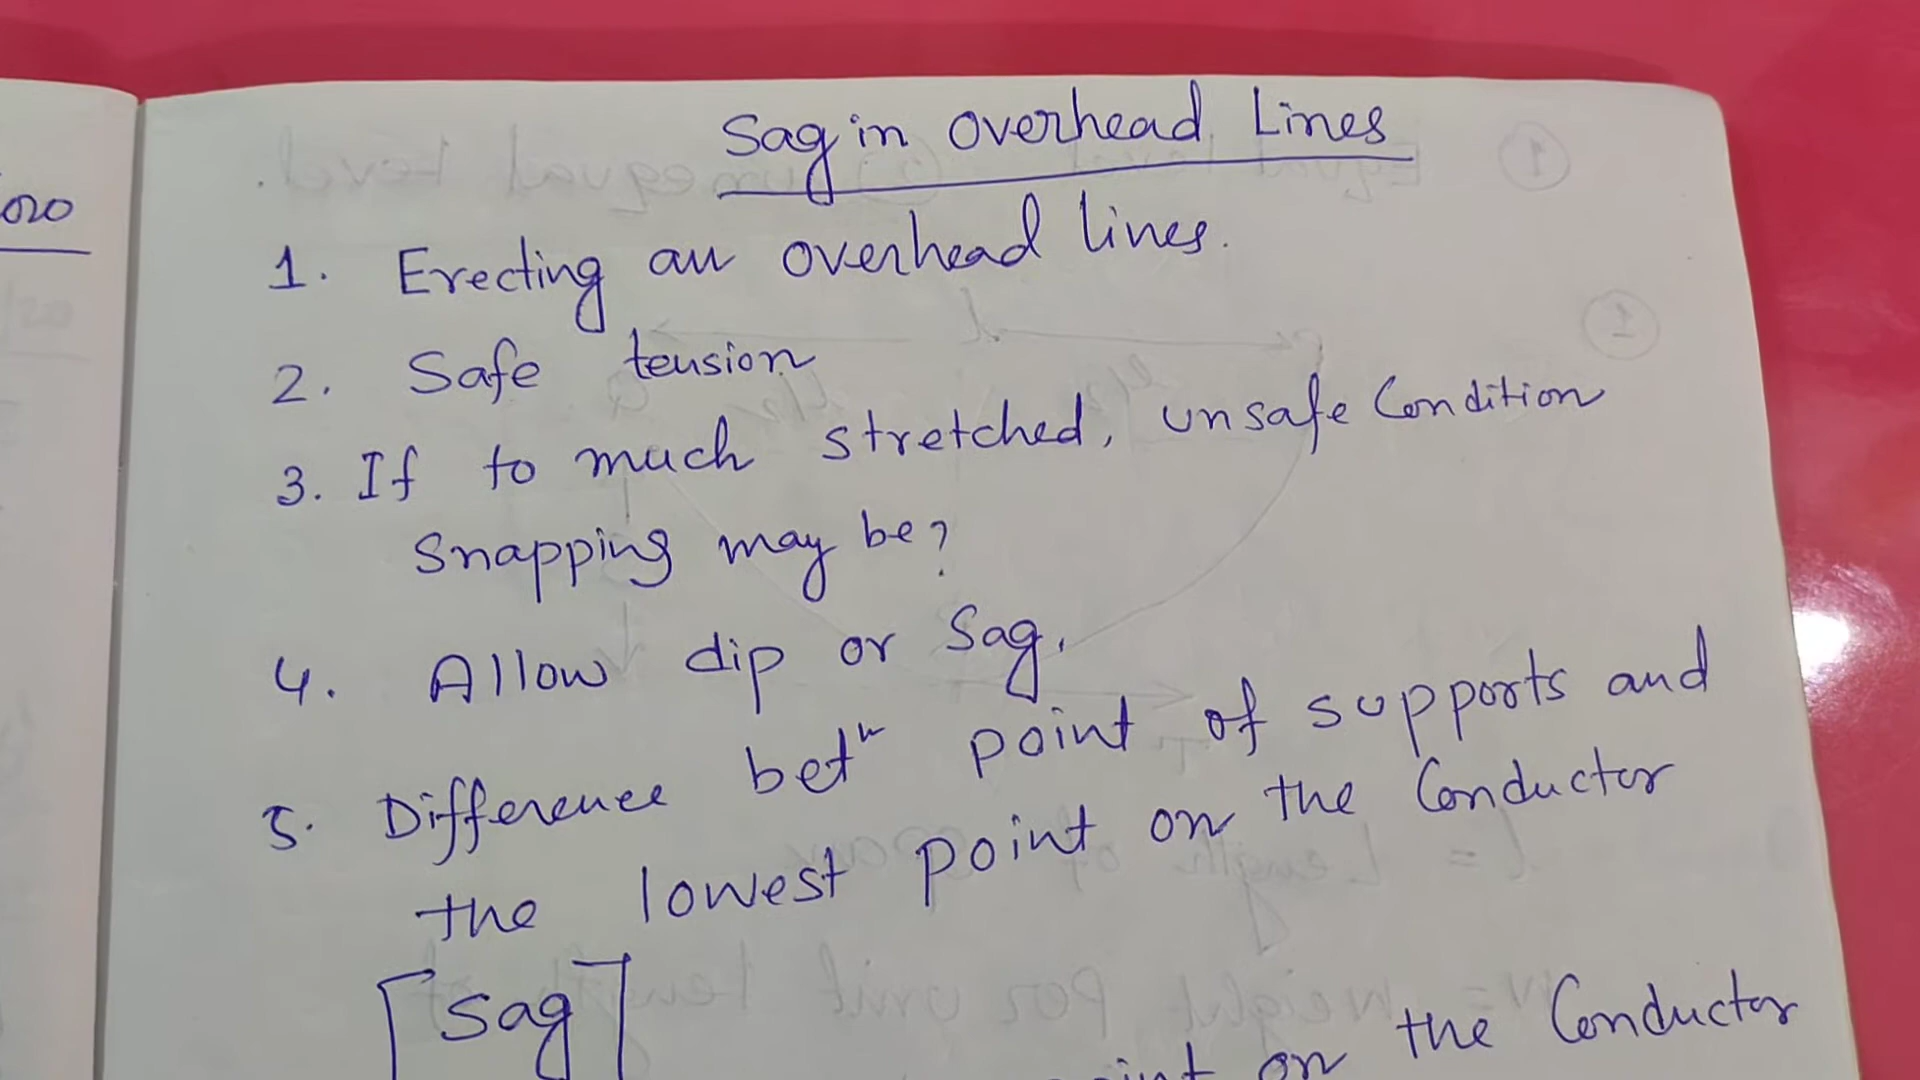 Sag in overhead Lines
1. Erecting an overhead lines.
2. Safe tension
3. If to much stretched, unsafe Condition
Snapping may be?
4. Allow dip or Sag.
5. Difference betⁿ point of supports and
the lowest point on the Conductor
[Sag]
on the Conductor